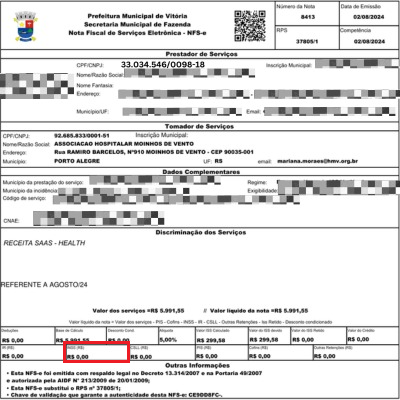 Prefeitura Municipal de Vitória
Secretaria Municipal de Fazenda
Nota Fiscal de Serviços Eletrônica - NFS-e
Número da Nota
8413
Data de Emissão
02/08/2024
RPS
37805/1
Competência
02/08/2024
Prestador de Serviços
CPF/CNPJ: 33.034.546/0098-18 Inscrição Municipal:
Nome/Razão Social:
Nome Fantasia:
Endereço:
Município/UF: Email:
Tomador de Serviços
CPF/CNPJ: 92.685.833/0001-51 Inscrição Municipal:
Nome/Razão Social: ASSOCIACAO HOSPITALAR MOINHOS DE VENTO
Endereço: Rua RAMIRO BARCELOS, Nº910 MOINHOS DE VENTO - CEP 90035-001
Município: PORTO ALEGRE UF: RS email: mariana.moraes@hmv.org.br
Dados Complementares
Município da prestação do serviço Regime:
Município da incidência Exigibilidade:
Código de serviço:
CNAE:
Discriminação dos Serviços
RECEITA SAAS - HEALTH
REFERENTE A AGOSTO/24
Valor dos serviços =R$ 5.991,55 // Valor líquido da nota = R$ 5.991,55
Valor líquido da nota = Valor dos serviços - PIS - Cofins - INSS - IR - CSLL - Outras Retenções - Iss Retido - Desconto condicionado
Deduções Base de Cálculo Desconto Cond. Alíquota Valor ISS Calculado Valor do ISS devido Valor do ISS Retido Valor do Crédito
R$ 0,00 R$ 5.991,55 R$ 0,00 5,00% R$ 299,58 R$ 299,58 R$ 0,00 R$ 0,00
IR (R$) INSS (R$) CSLL (R$) PIS (R$) Cofins (R$) Outras Retenções (R$)
R$ 0,00 R$ 0,00 R$ 0,00 R$ 0,00 R$ 0,00 R$ 0,00
Outras Informações
• Esta NFS-e foi emitida com respaldo legal no Decreto 13.314/2007 e na Portaria 49/2007
e autorizada pela AIDF N° 213/2009 de 20/01/2009;
• Esta NFS-e substitui o RPS n° 37805/1;
• Chave de validação que garante a autenticidade desta NFS-e: CE9DD8FC-.